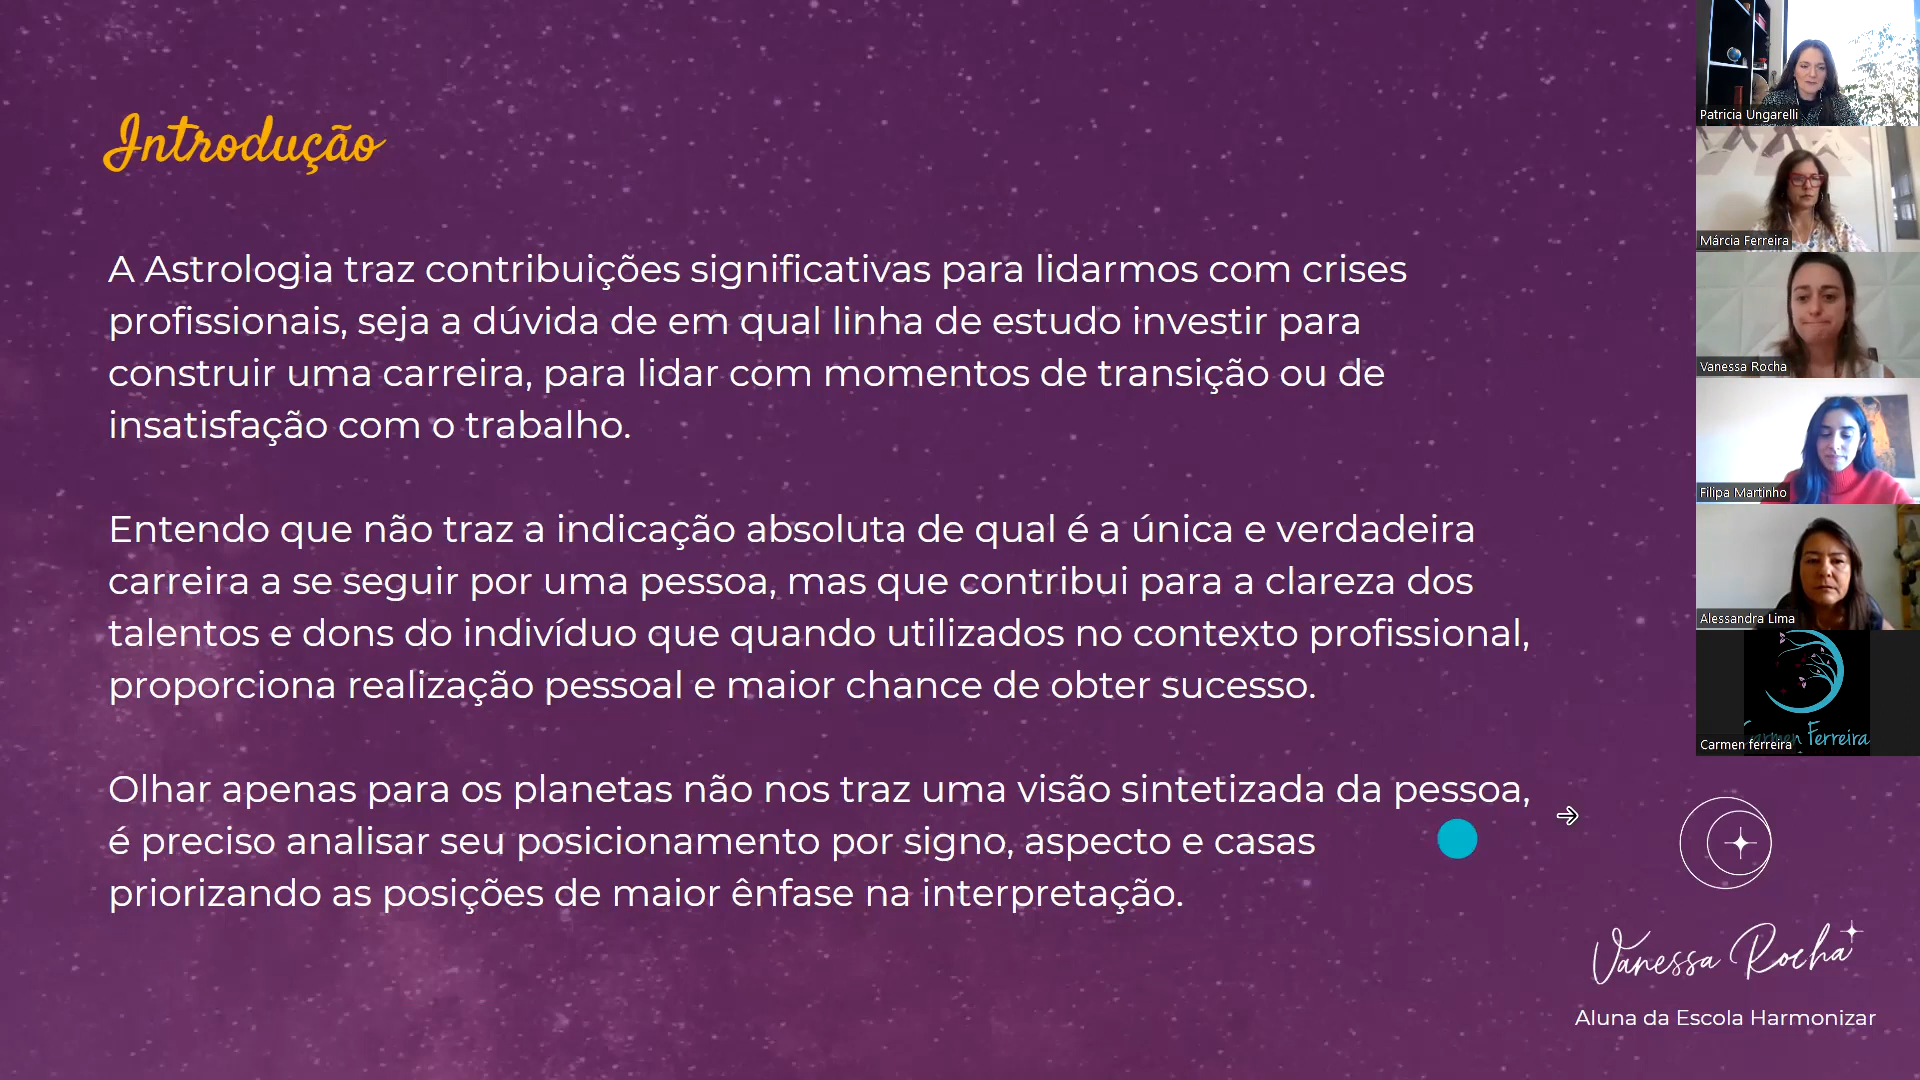 Introdução
A Astrologia traz contribuições significativas para lidarmos com crises
profissionais, seja a dúvida de em qual linha de estudo investir para
construir uma carreira, para lidar com momentos de transição ou de
insatisfação com o trabalho.
Entendo que não traz a indicação absoluta de qual é a única e verdadeira
carreira a se seguir por uma pessoa, mas que contribui para a clareza dos
talentos e dons do indivíduo que quando utilizados no contexto profissional,
proporciona realização pessoal e maior chance de obter sucesso.
Olhar apenas para os planetas não nos traz uma visão sintetizada da pessoa,
é preciso analisar seu posicionamento por signo, aspecto e casas
priorizando as posições de maior ênfase na interpretação.
Patricia Ungarelli
Márcia Ferreira
Vanessa Rocha
Filipa Martinho
Alessandra Lima
Carmen Ferreira
Carmen ferreira
Vanessa Rocha
Aluna da Escola Harmonizar